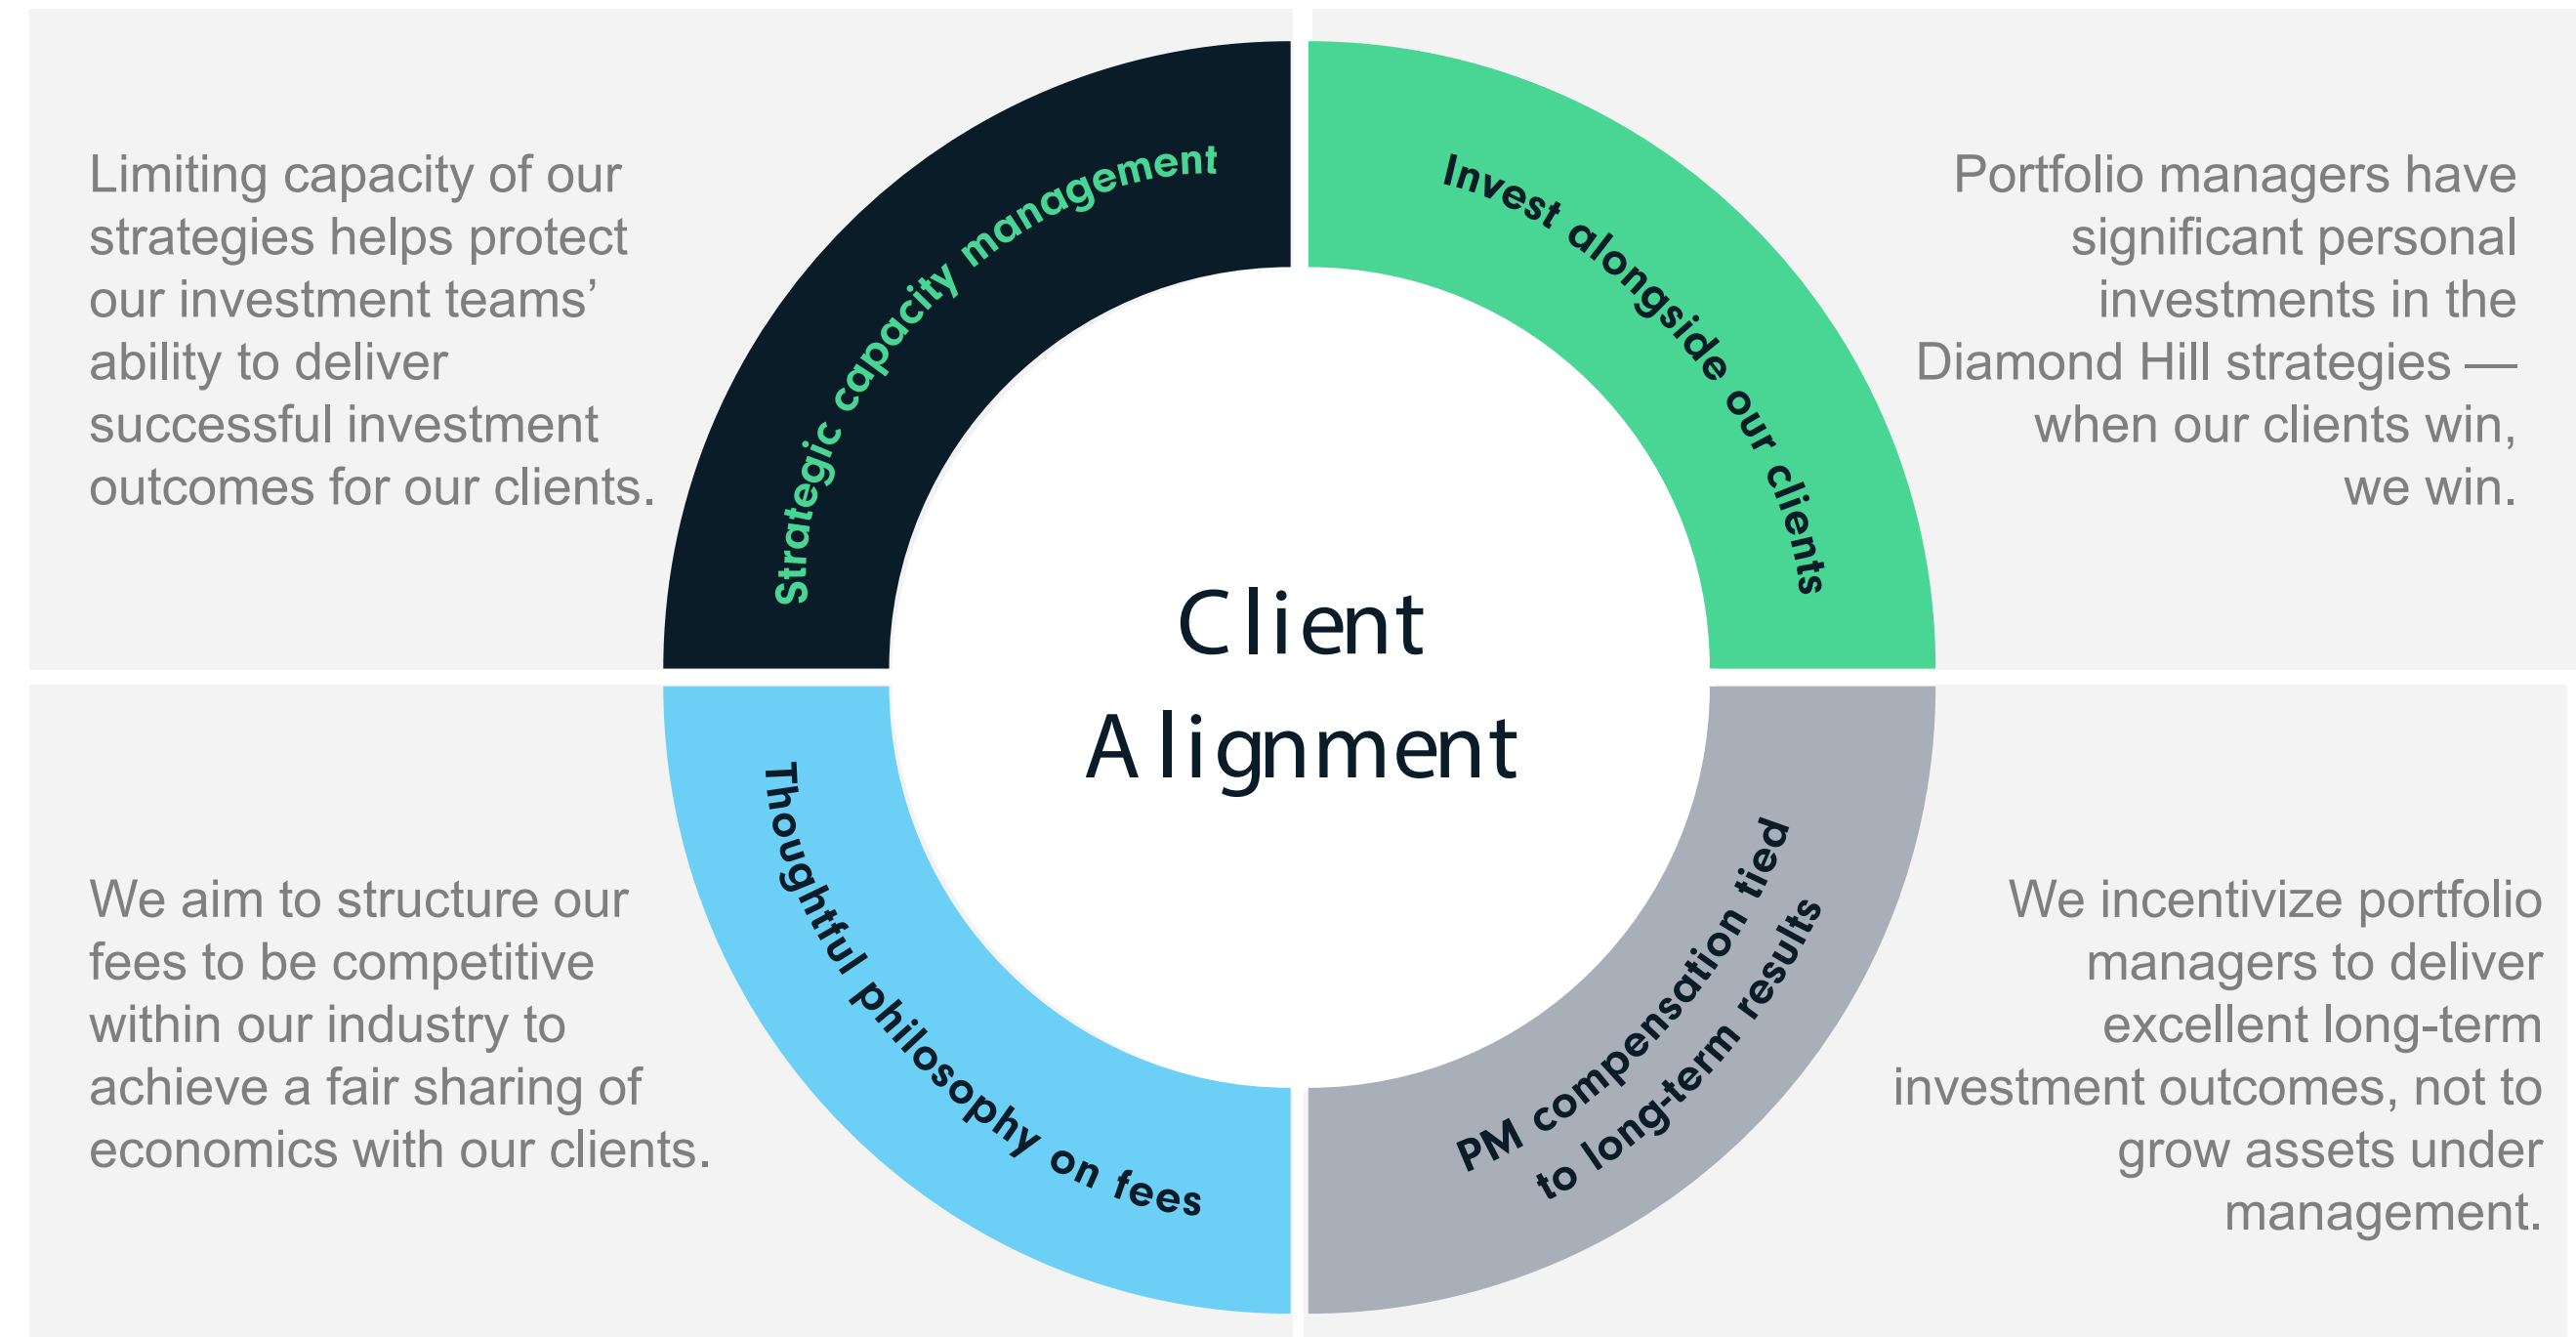 Limiting capacity of our
strategies helps protect
our investment teams’
ability to deliver
successful investment
outcomes for our clients.
Strategic capacity management
Invest alongside our clients
Portfolio managers have
significant personal
investments in the
Diamond Hill strategies —
when our clients win,
we win.
Client
Alignment
We aim to structure our
fees to be competitive
within our industry to
achieve a fair sharing of
economics with our clients.
Thoughtful philosophy on fees
PM compensation tied
to long-term results
We incentivize portfolio
managers to deliver
excellent long-term
investment outcomes, not to
grow assets under
management.